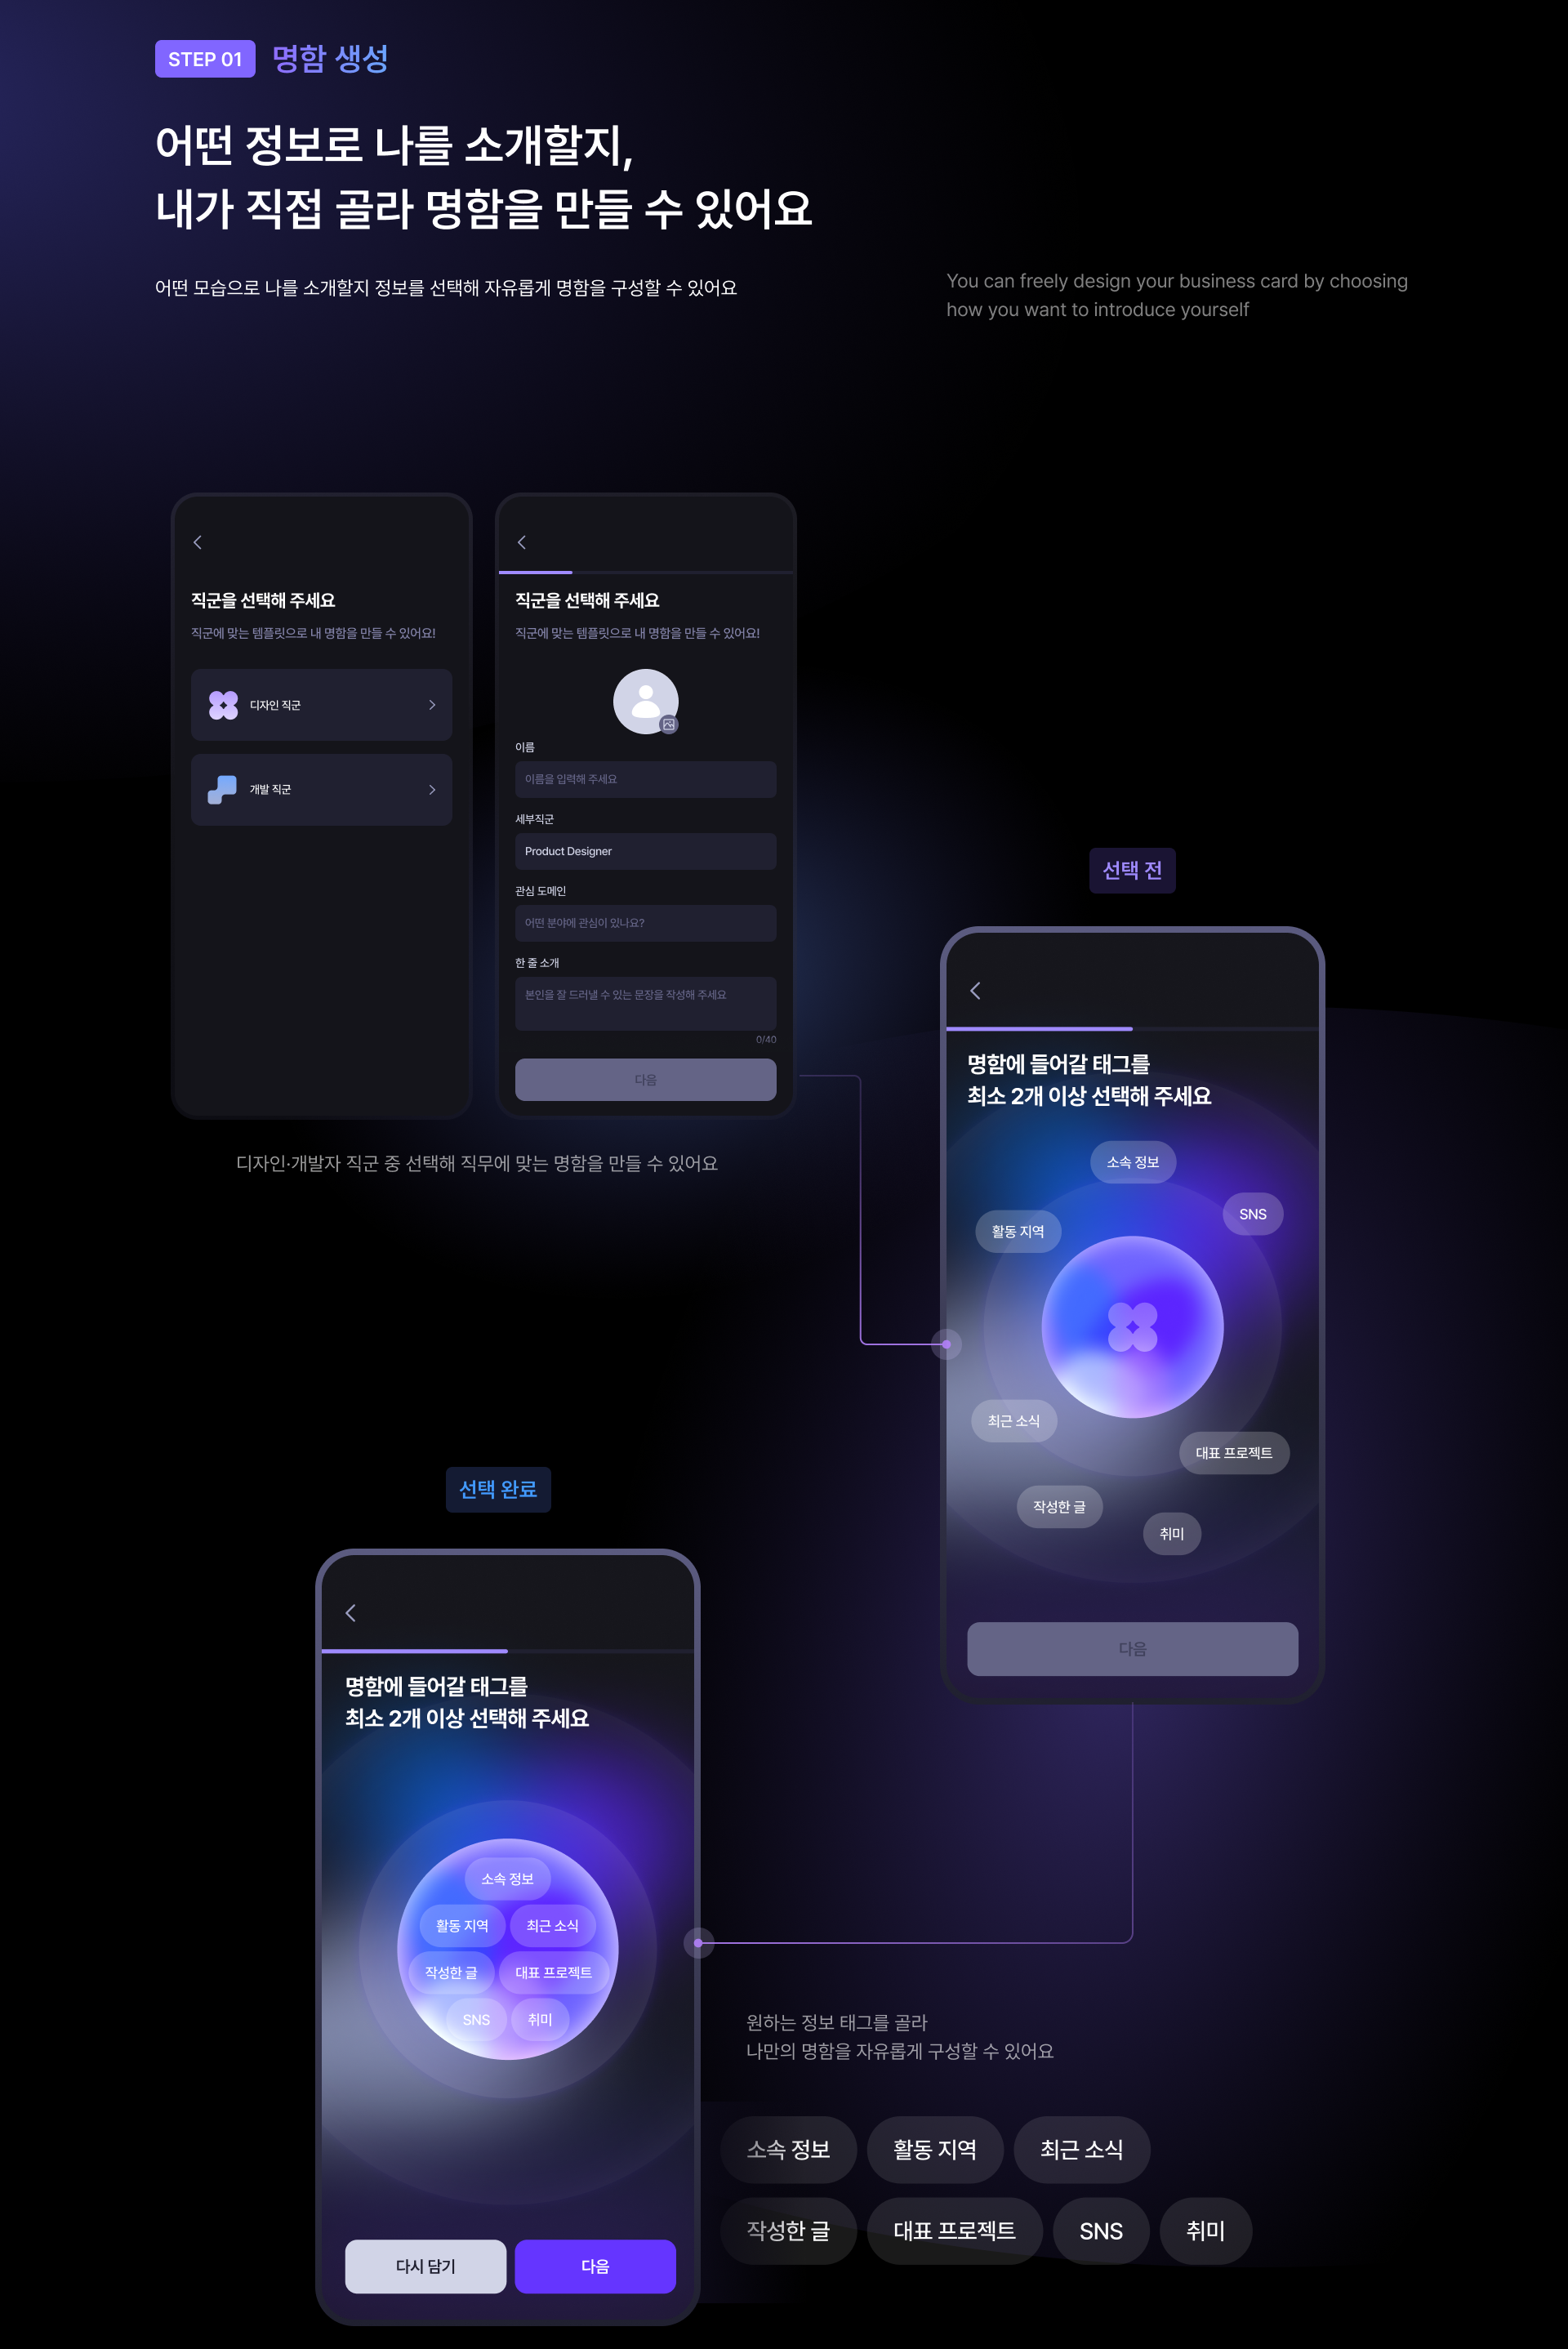 STEP 01 명함 생성
어떤 정보로 나를 소개할지,
내가 직접 골라 명함을 만들 수 있어요
어떤 모습으로 나를 소개할지 정보를 선택해 자유롭게 명함을 구성할 수 있어요
You can freely design your business card by choosing
how you want to introduce yourself
직군을 선택해 주세요
직군에 맞는 템플릿으로 내 명함을 만들 수 있어요!
디자인 직군
개발 직군
직군을 선택해 주세요
직군에 맞는 템플릿으로 내 명함을 만들 수 있어요!
이름
이름을 입력해 주세요
세부직군
Product Designer
관심 도메인
어떤 분야에 관심이 있나요?
한 줄 소개
본인을 잘 드러낼 수 있는 문장을 작성해 주세요
0/40
다음
디자인·개발자 직군 중 선택해 직무에 맞는 명함을 만들 수 있어요
선택 전
명함에 들어갈 태그를
최소 2개 이상 선택해 주세요
소속 정보
SNS
활동 지역
최근 소식
대표 프로젝트
작성한 글
취미
다음
선택 완료
명함에 들어갈 태그를
최소 2개 이상 선택해 주세요
소속 정보
활동 지역 최근 소식
작성한 글 대표 프로젝트
SNS 취미
다시 담기 다음
원하는 정보 태그를 골라
나만의 명함을 자유롭게 구성할 수 있어요
소속 정보 활동 지역 최근 소식
작성한 글 대표 프로젝트 SNS 취미